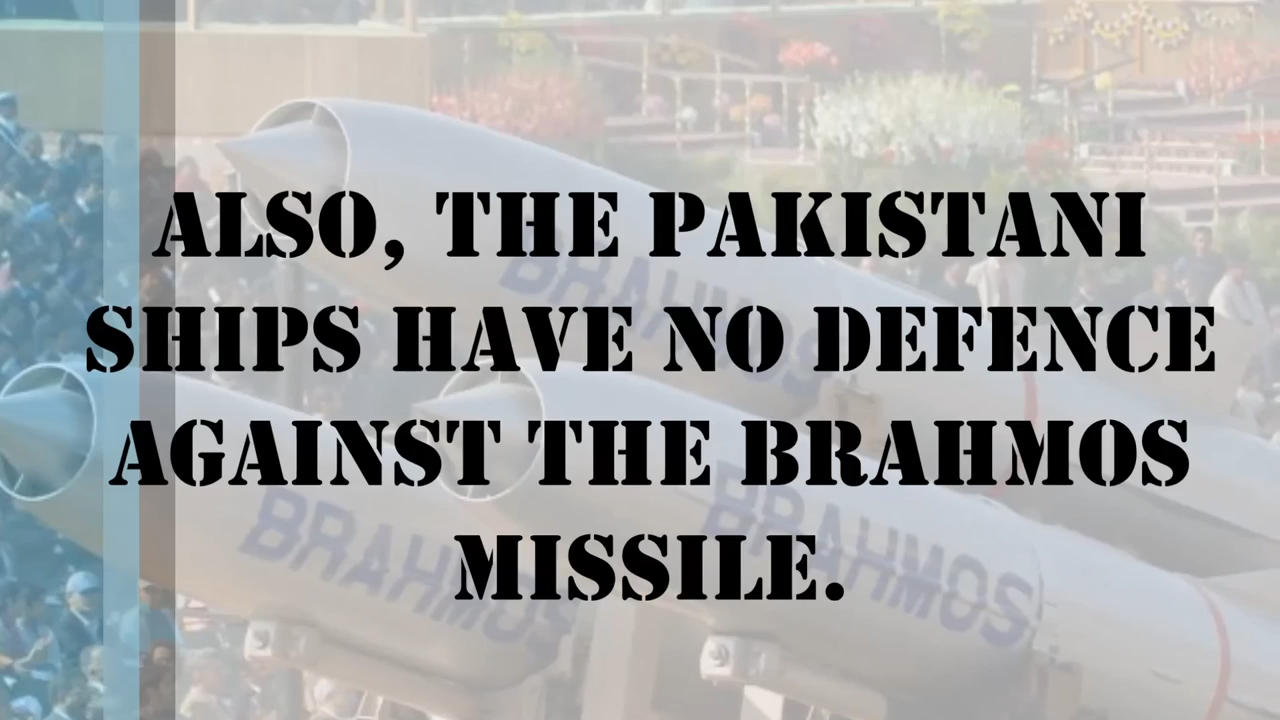 ALSO, THE PAKISTANI
SHIPS HAVE NO DEFENCE
AGAINST THE BRAHMOS
MISSILE.
BRAHMOS
BRAHMOS
BRAHMOS